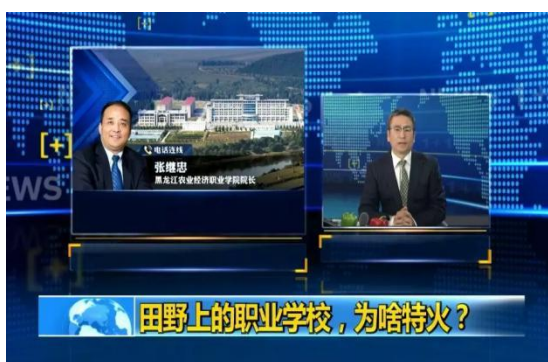 电话连线
张继忠
黑龙江农业经济职业学院院长
田野上的职业学校，为啥特火？